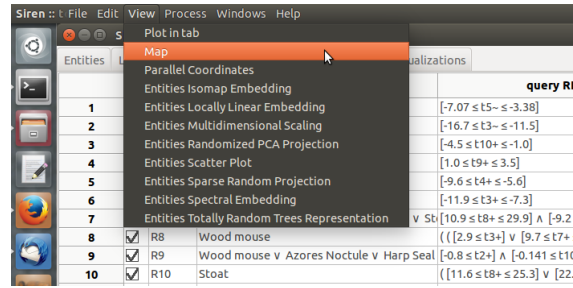 Siren :: t File Edit View Process Windows Help
S Plot in tab
Entities L Map ualizations
Parallel Coordinates query R
1 Entities Isomap Embedding [-7.07 ≤ t5~ ≤ -3.38]
2 Entities Locally Linear Embedding [-16.7 ≤ t3~ ≤ -11.5]
3 Entities Multidimensional Scaling [-4.5 ≤ t10+ ≤ -1.0]
4 Entities Randomized PCA Projection [1.0 ≤ t9+ ≤ 3.5]
5 Entities Scatter Plot [-9.6 ≤ t4+ ≤ -5.6]
6 Entities Sparse Random Projection [-11.9 ≤ t3+ ≤ -7.3]
Entities Spectral Embedding
7 Entities Totally Random Trees Representation v St [10.9 ≤ t8+ ≤ 29.9] ∧ [-9.2
8 R8 Wood mouse ( ( [2.9 ≤ t3+] ∨ [9.7 ≤ t7+
9 R9 Wood mouse ∨ Azores Noctule ∨ Harp Seal [-0.8 ≤ t2+] ∧ [-0.141 ≤ t10
10 R10 Stoat ( [11.6 ≤ t8+ ≤ 25.3] ∨ [22.